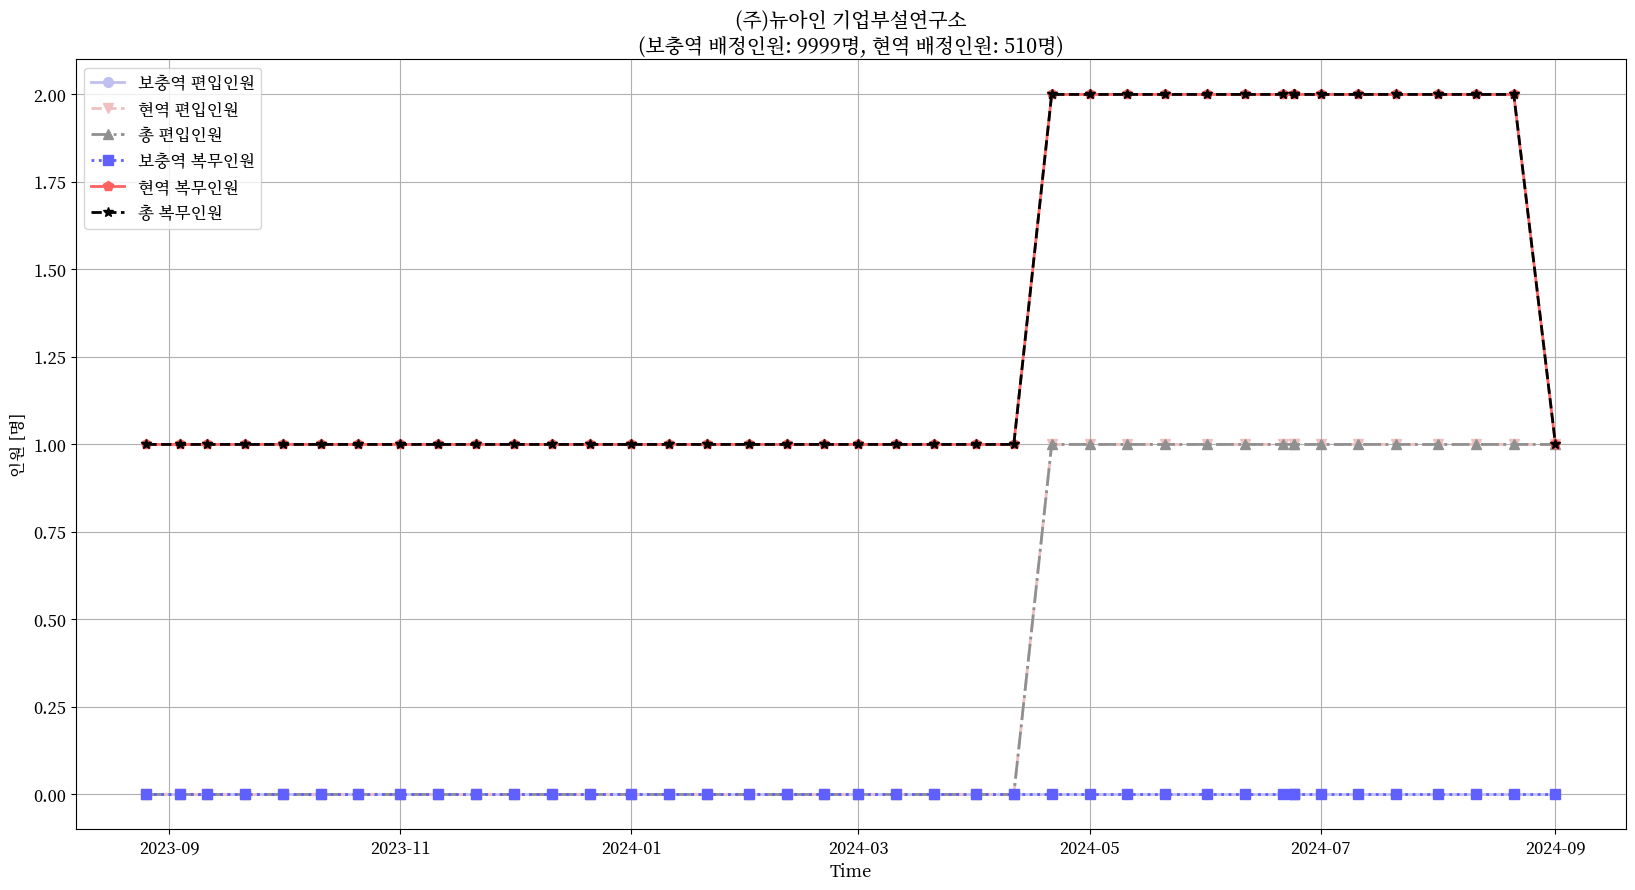 (주)뉴아인 기업부설연구소
(보충역 배정인원: 9999명, 현역 배정인원: 510명)
보충역 편입인원
현역 편입인원
총 편입인원
보충역 복무인원
현역 복무인원
총 복무인원
2.00
1.75
1.50
1.25
1.00
0.75
0.50
0.25
0.00
인원 [명]
2023-09
2023-11
2024-01
2024-03
2024-05
2024-07
2024-09
Time